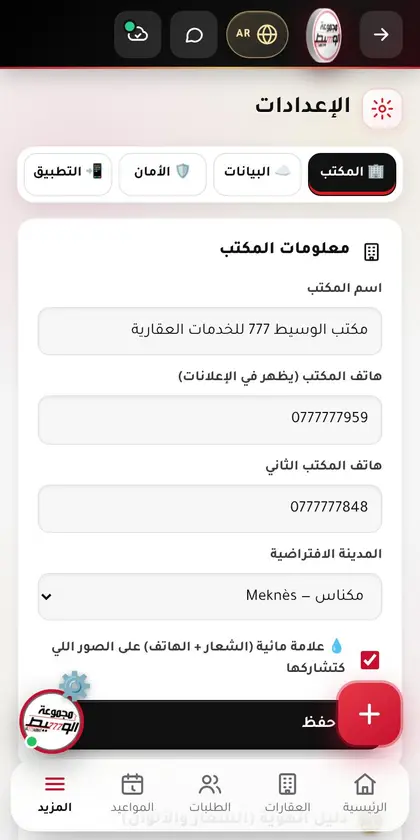 AR
الإعدادات
المكتب
البيانات
الأمان
التطبيق
معلومات المكتب
اسم المكتب
مكتب الوسيط 777 للخدمات العقارية
هاتف المكتب (يظهر في الإعلانات)
0777777959
هاتف المكتب الثاني
0777777848
المدينة الافتراضية
مكناس – Meknès
💧 علامة مائية (الشعار + الهاتف) على الصور اللي
كتشاركها
حفظ
مجموعة
الوسيط
الرئيسية
العقارات
الطلبات
المواعيد
المزيد